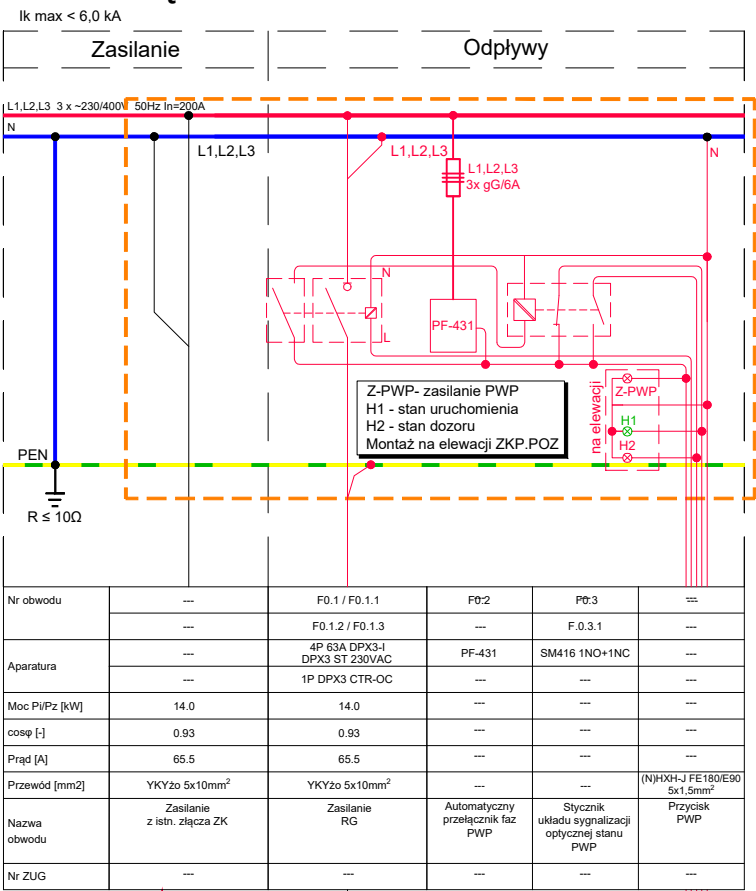 Ik max < 6,0 kA
Zasilanie
Odpływy
L1,L2,L3 3 x ~230/400V 50Hz In=200A
N
L1,L2,L3
L1,L2,L3
N
L1,L2,L3
3x gG/6A
N
PF-431
L
Z-PWP- zasilanie PWP
H1 - stan uruchomienia
H2 - stan dozoru
Montaż na elewacji ZKP.POZ
na elewacji
Z-PWP
H1
H2
PEN
R ≤ 10Ω
Nr obwodu --- F0.1 / F0.1.1 F0.2 F0.3 ---
--- F0.1.2 / F0.1.3 --- F.0.3.1 ---
Aparatura
--- 4P 63A DPX3-I PF-431 SM416 1NO+1NC ---
DPX3 ST 230VAC
--- 1P DPX3 CTR-OC --- --- ---
Moc Pi/Pz [kW] 14.0 14.0 --- --- ---
cosφ [-] 0.93 0.93 --- --- ---
Prąd [A] 65.5 65.5 --- --- ---
Przewód [mm2] YKYżo 5x10mm² YKYżo 5x10mm² --- --- (N)HXH-J FE180/E90
5x1,5mm²
Nazwa
obwodu
Zasilanie
z istn. złącza ZK
Zasilanie
RG
Automatyczny
przełącznik faz
PWP
Stycznik
układu sygnalizacji
optycznej stanu
PWP
Przycisk
PWP
Nr ZUG --- --- --- --- ---